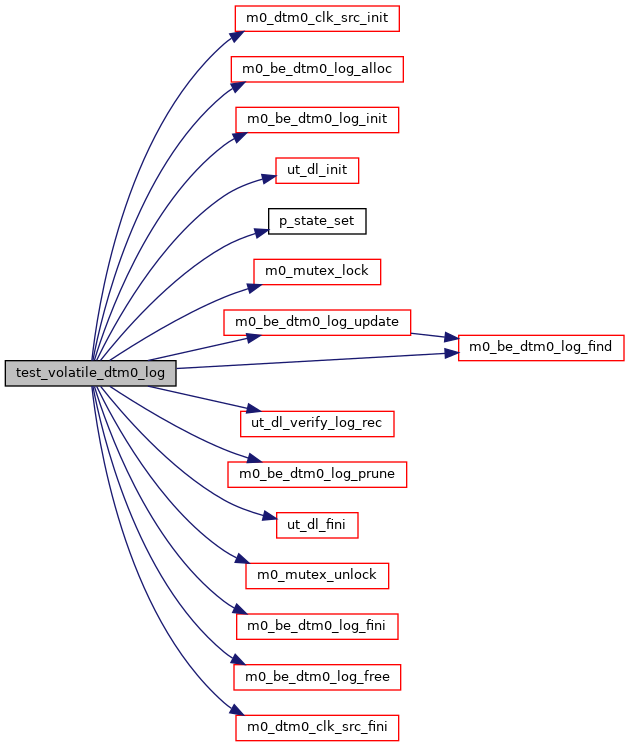 m0_dtm0_clk_src_init
m0_be_dtm0_log_alloc
m0_be_dtm0_log_init
ut_dl_init
p_state_set
m0_mutex_lock
m0_be_dtm0_log_update
m0_be_dtm0_log_find
test_volatile_dtm0_log
ut_dl_verify_log_rec
m0_be_dtm0_log_prune
ut_dl_fini
m0_mutex_unlock
m0_be_dtm0_log_fini
m0_be_dtm0_log_free
m0_dtm0_clk_src_fini